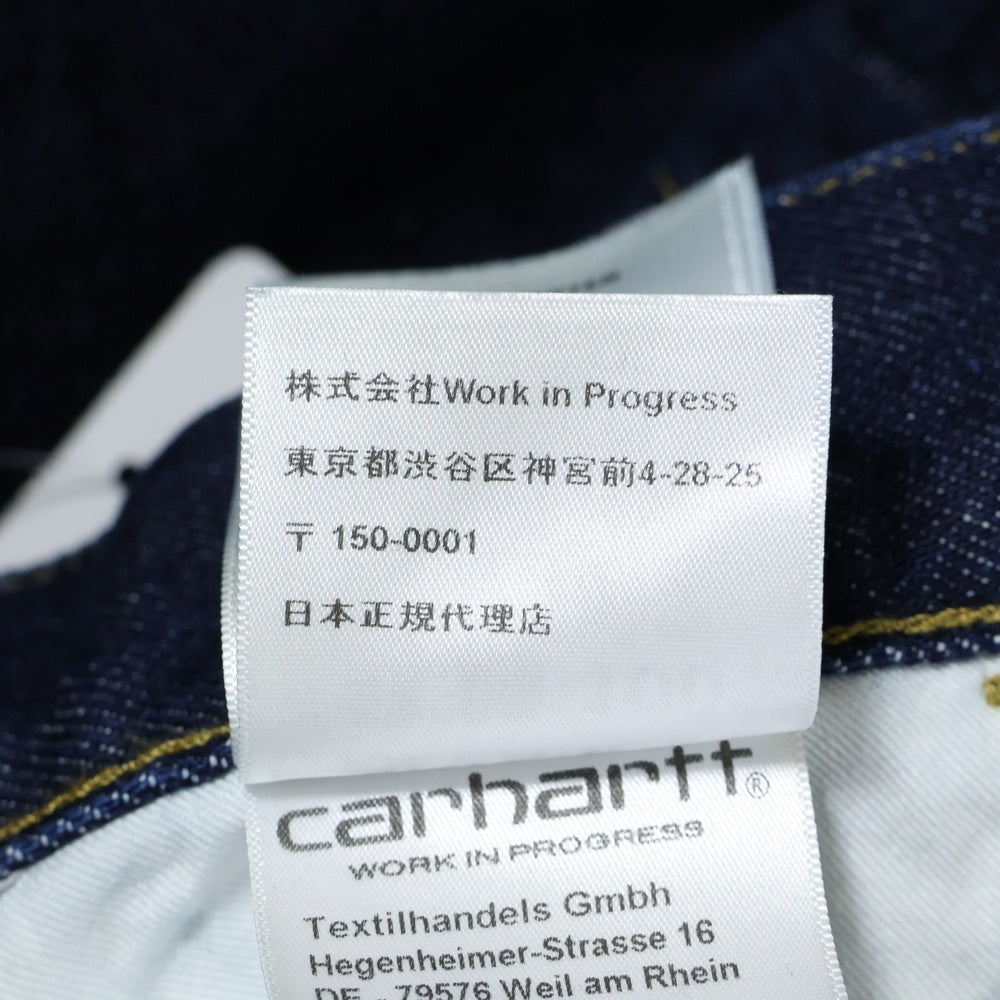 株式会社Work in Progress
東京都渋谷区神宮前4-28-25
〒 150-0001
日本正規代理店
carhartt®
WORK IN PROGRESS
Textilhandels Gmbh
Hegenheimer-Strasse 16
DE - 79576 Weil am Rhein